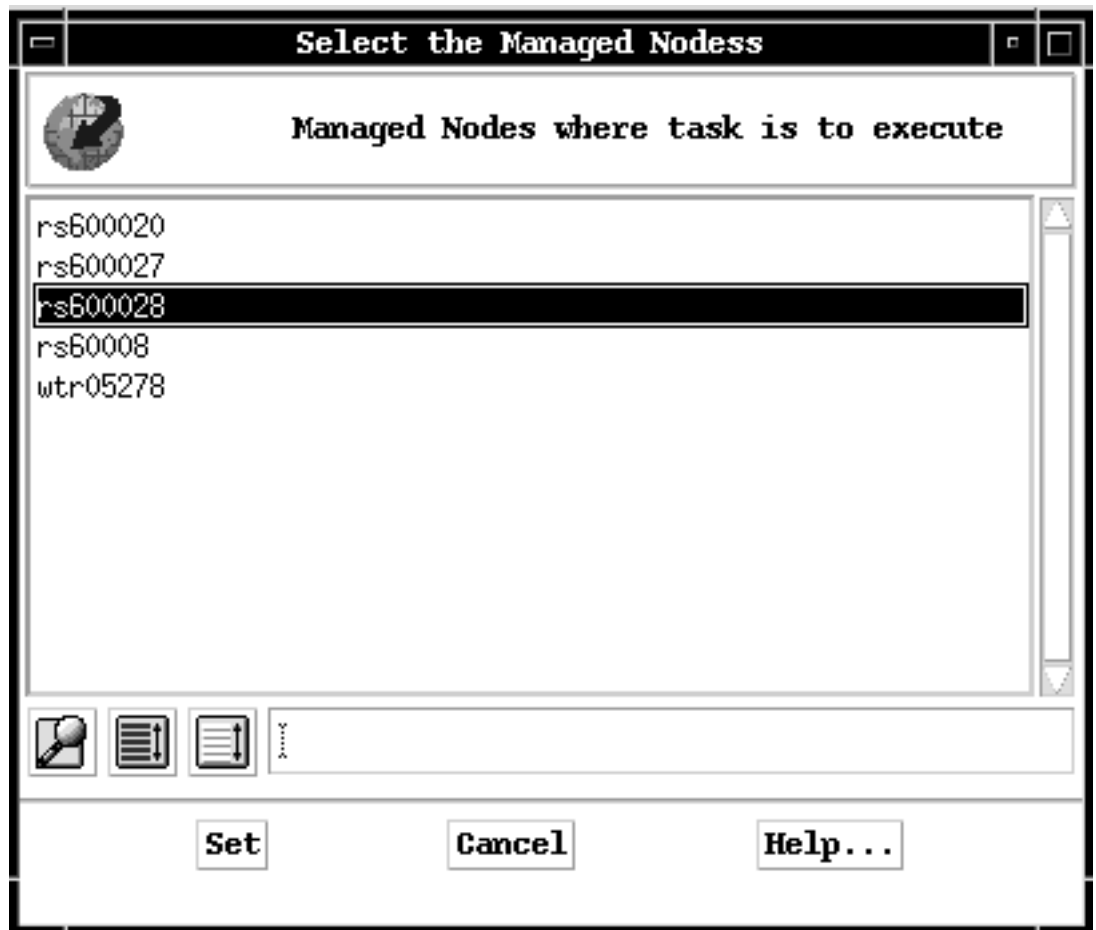 Select the Managed Nodess
Managed Nodes where task is to execute
rs600020
rs600027
rs600028
rs60008
wtr05278
Set Cancel Help...